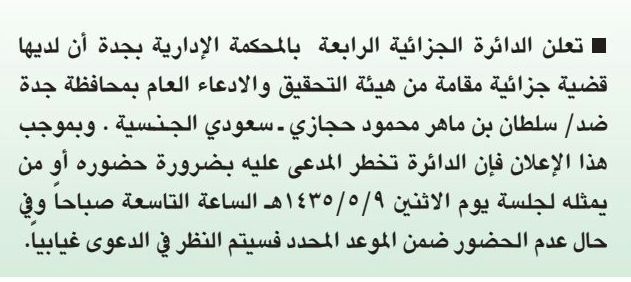 ■ تعلن الدائرة الجزائية الرابعة بالمحكمة الإدارية بجدة أن لديها
قضية جزائية مقامة من هيئة التحقيق والادعاء العام بمحافظة جدة
ضد/ سلطان بن ماهر محمود حجازي ـ سعودي الجنسية . وبموجب
هذا الإعلان فإن الدائرة تخطر المدعى عليه بضرورة حضوره أو من
يمثله لجلسة يوم الاثنين ١٤٣٥/٥/٩هـ الساعة التاسعة صباحاً وفي
حال عدم الحضور ضمن الموعد المحدد فسيتم النظر في الدعوى غيابياً.